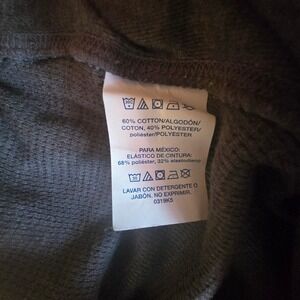 60% COTTON/ALGODÓN/
COTON, 40% POLYESTER/
poliéster/POLYESTER
PARA MÉXICO:
ELÁSTICO DE CINTURA:
68% poliéster, 32% elastodieno
LAVAR CON DETERGENTE O
JABÓN. NO EXPRIMIR.
0319K5